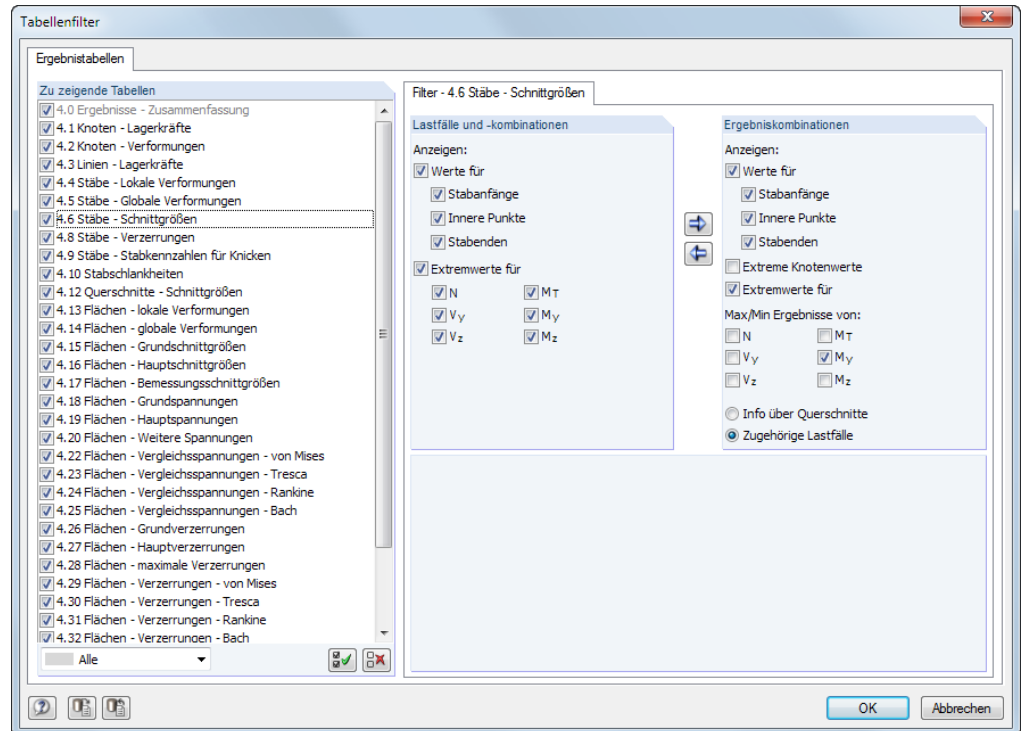 Tabellenfilter
Ergebnistabellen
Zu zeigende Tabellen
4.0 Ergebnisse - Zusammenfassung
4.1 Knoten - Lagerkräfte
4.2 Knoten - Verformungen
4.3 Linien - Lagerkräfte
4.4 Stäbe - Lokale Verformungen
4.5 Stäbe - Globale Verformungen
4.6 Stäbe - Schnittgrößen
4.8 Stäbe - Verzerrungen
4.9 Stäbe - Stabkennzahlen für Knicken
4.10 Stabschlankheiten
4.12 Querschnitte - Schnittgrößen
4.13 Flächen - lokale Verformungen
4.14 Flächen - globale Verformungen
4.15 Flächen - Grundschnittgrößen
4.16 Flächen - Hauptschnittgrößen
4.17 Flächen - Bemessungsschnittgrößen
4.18 Flächen - Grundspannungen
4.19 Flächen - Hauptspannungen
4.20 Flächen - Weitere Spannungen
4.22 Flächen - Vergleichsspannungen - von Mises
4.23 Flächen - Vergleichsspannungen - Tresca
4.24 Flächen - Vergleichsspannungen - Rankine
4.25 Flächen - Vergleichsspannungen - Bach
4.26 Flächen - Grundverzerrungen
4.27 Flächen - Hauptverzerrungen
4.28 Flächen - maximale Verzerrungen
4.29 Flächen - Verzerrungen - von Mises
4.30 Flächen - Verzerrungen - Tresca
4.31 Flächen - Verzerrungen - Rankine
4.32 Flächen - Verzerrungen - Bach
Alle
Filter - 4.6 Stäbe - Schnittgrößen
Lastfälle und -kombinationen
Anzeigen:
Werte für
Stabanfänge
Innere Punkte
Stabenden
Extremwerte für
N MT
Vy My
Vz Mz
Ergebniskombinationen
Anzeigen:
Werte für
Stabanfänge
Innere Punkte
Stabenden
Extreme Knotenwerte
Extremwerte für
Max/Min Ergebnisse von:
N MT
Vy My
Vz Mz
Info über Querschnitte
Zugehörige Lastfälle
OK Abbrechen